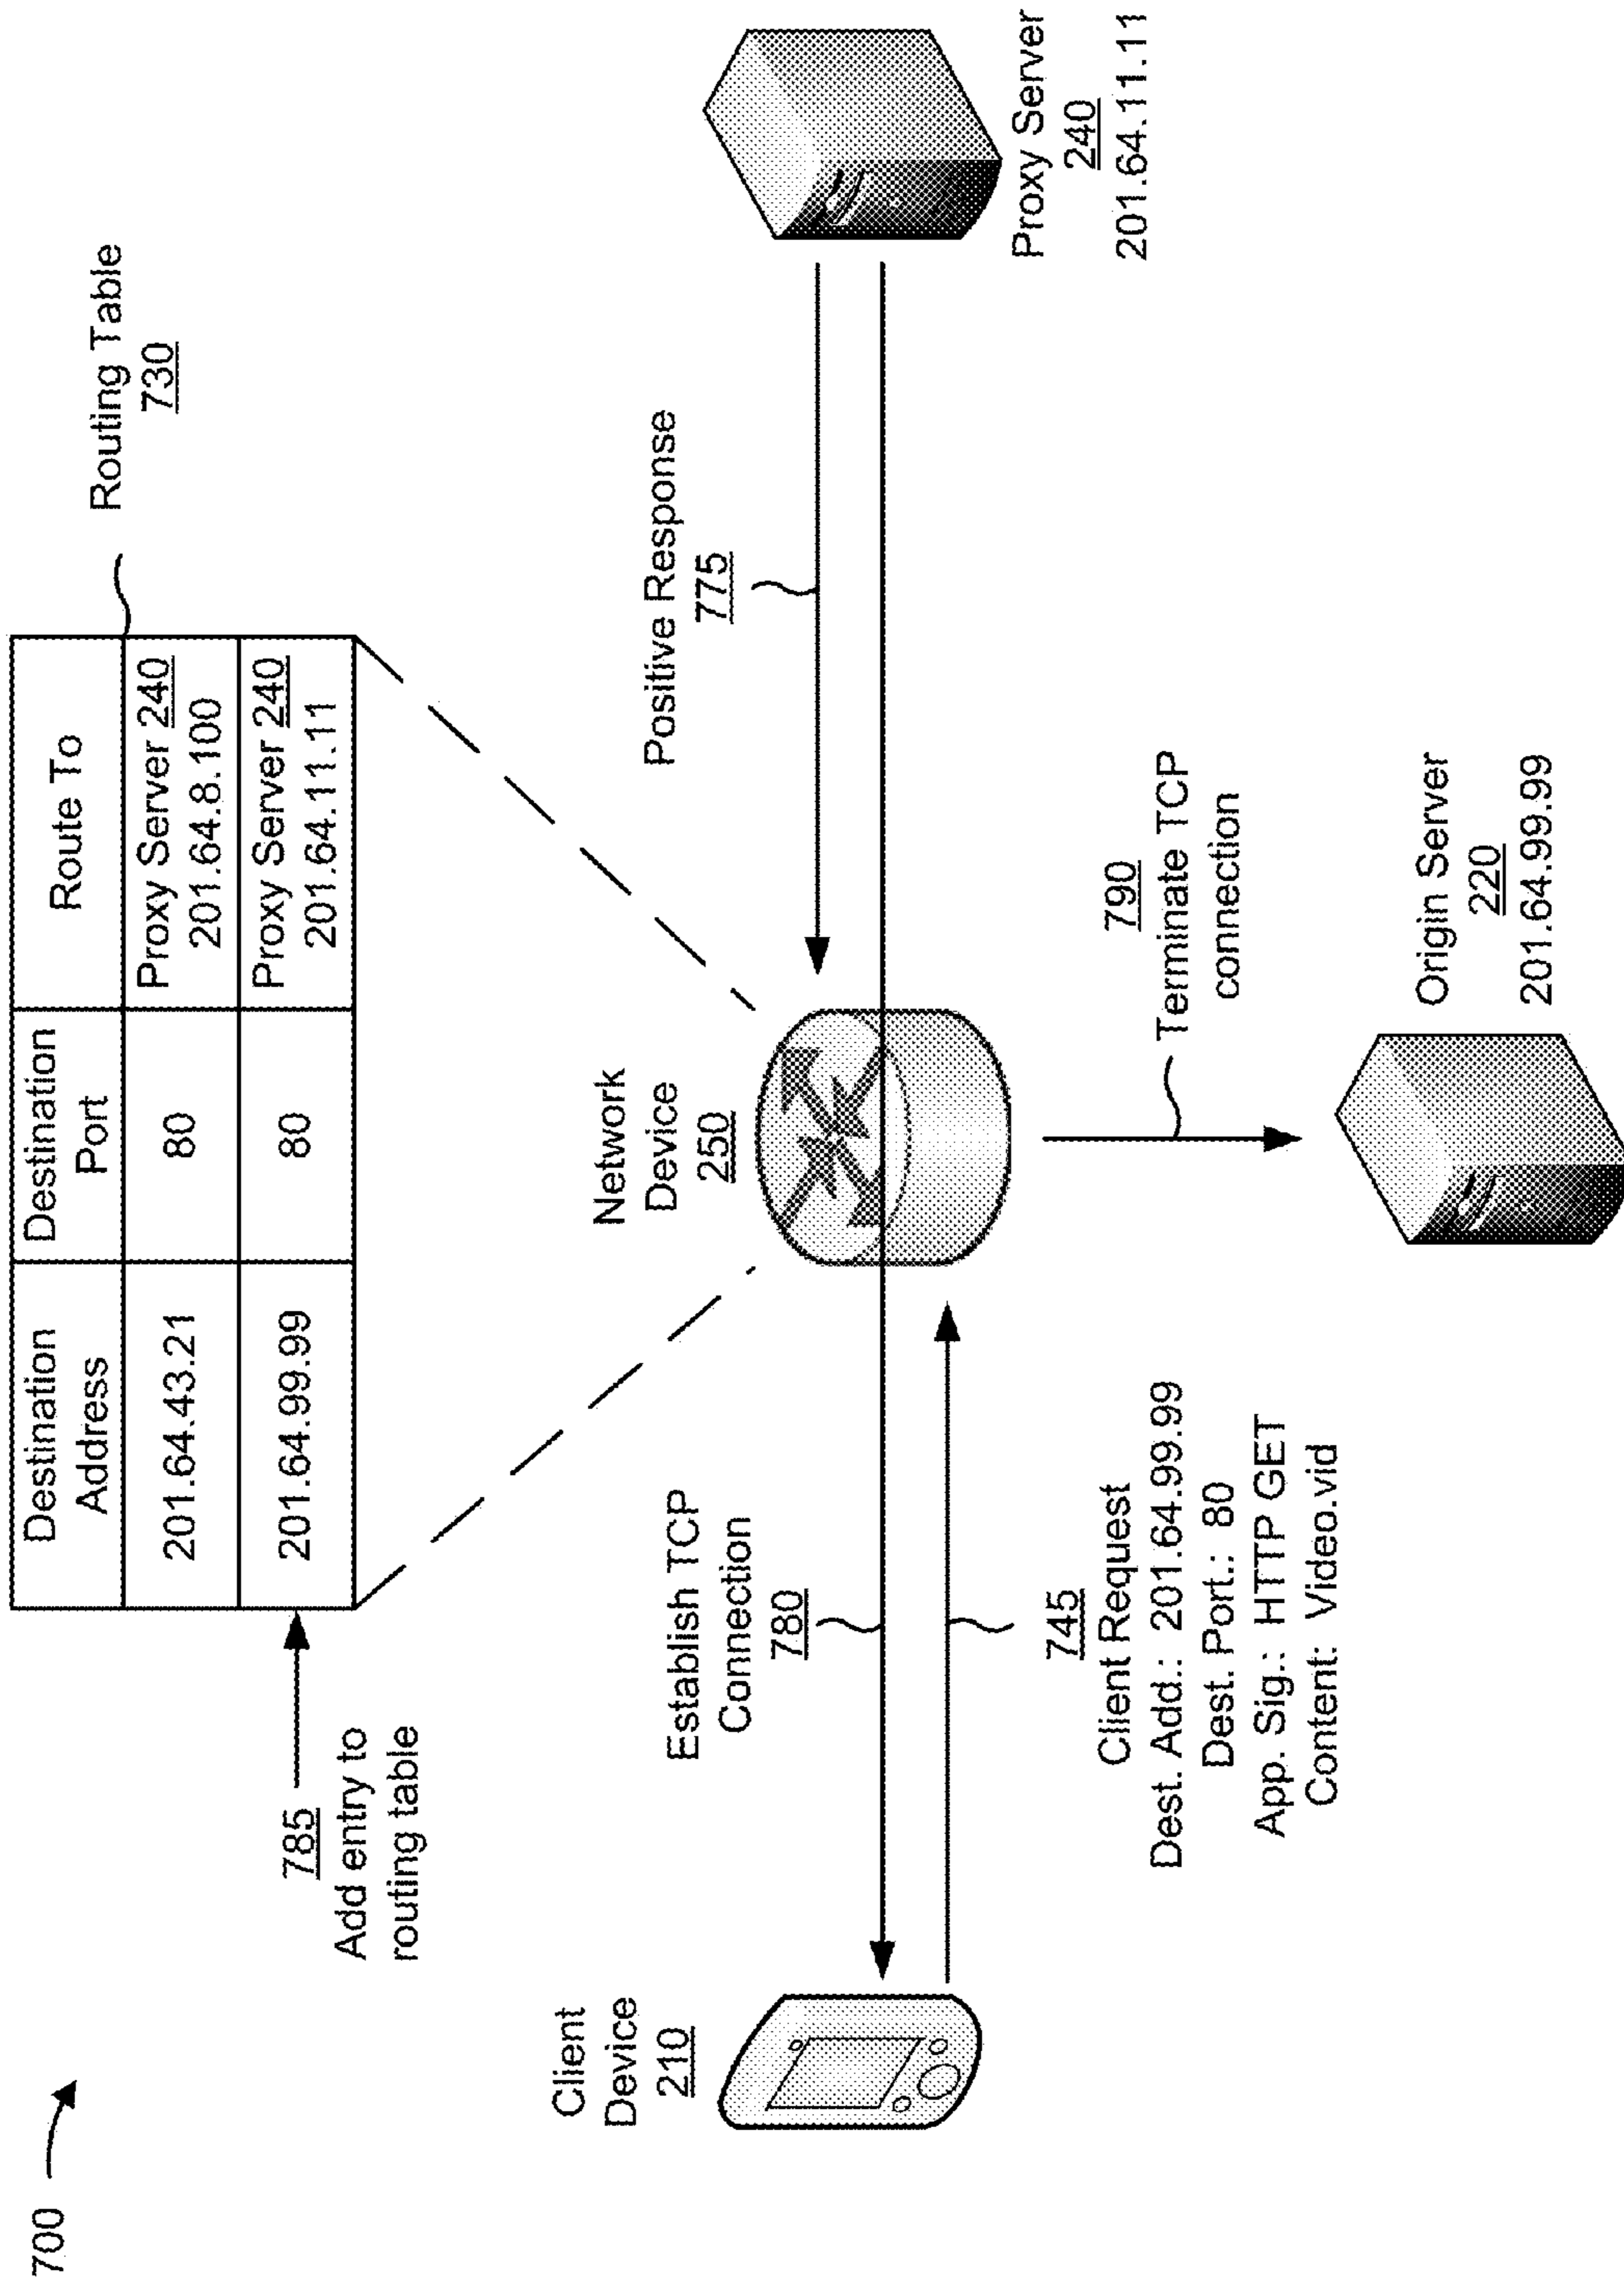 700
Destination
Address
Destination
Port
Route To
201.64.43.21
80
Proxy Server 240
201.64.8.100
201.64.99.99
80
Proxy Server 240
201.64.11.11
Routing Table
730
785
Add entry to
routing table
Client
Device
210
Establish TCP
Connection
780
Network
Device
250
Positive Response
775
Proxy Server
240
201.64.11.11
745
Client Request
Dest. Add.: 201.64.99.99
Dest. Port.: 80
App. Sig.: HTTP GET
Content: Video.vid
790
Terminate TCP
connection
Origin Server
220
201.64.99.99